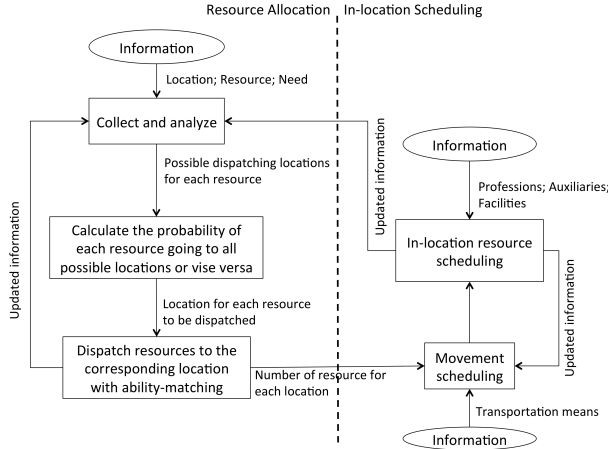 Resource Allocation
In-location Scheduling
Information
Location; Resource; Need
Collect and analyze
Possible dispatching locations
for each resource
Calculate the probability of
each resource going to all
possible locations or vise versa
Location for each resource
to be dispatched
Dispatch resources to the
corresponding location
with ability-matching
Updated information
Number of resource for
each location
Updated information
Information
Professions; Auxiliaries;
Facilities
In-location resource
scheduling
Updated information
Movement
scheduling
Transportation means
Information